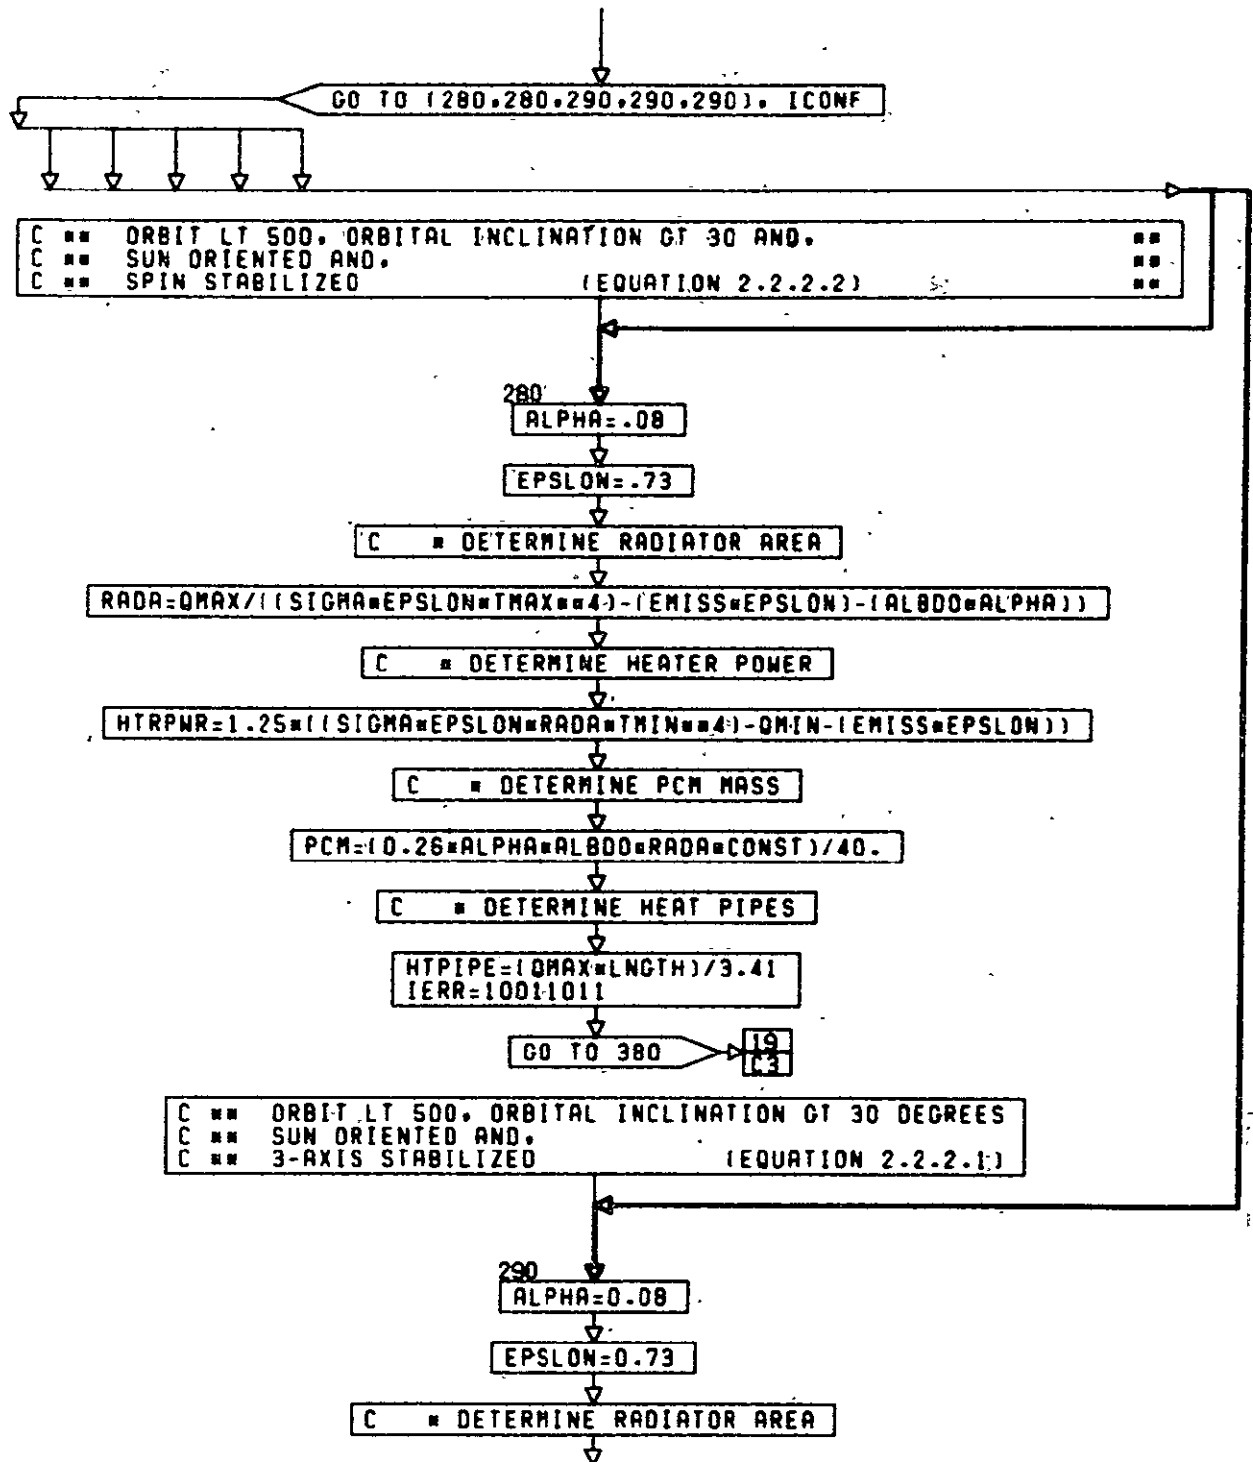 GO TO (280,280,290,290,290), ICONF
C ** ORBIT LT 500, ORBITAL INCLINATION GT 30 AND, **
C ** SUN ORIENTED AND, **
C ** SPIN STABILIZED (EQUATION 2.2.2.2) **
280
ALPHA=.08
EPSLON=.73
C * DETERMINE RADIATOR AREA
RADA=QMAX/((SIGMA*EPSLON*TMAX**4)-(EMISS*EPSLON)-(ALBDO*ALPHA))
C * DETERMINE HEATER POWER
HTRPWR=1.25*((SIGMA*EPSLON*RADA*TMIN**4)-QMIN-(EMISS*EPSLON))
C * DETERMINE PCM MASS
PCM=(0.26*ALPHA*ALBDO*RADA*CONST)/40.
C * DETERMINE HEAT PIPES
HTPIPE=(QMAX*LNGTH)/3.41
IERR=10011011
GO TO 380
19
C3
C ** ORBIT LT 500, ORBITAL INCLINATION GT 30 DEGREES
C ** SUN ORIENTED AND,
C ** 3-AXIS STABILIZED (EQUATION 2.2.2.1)
290
ALPHA=0.08
EPSLON=0.73
C * DETERMINE RADIATOR AREA